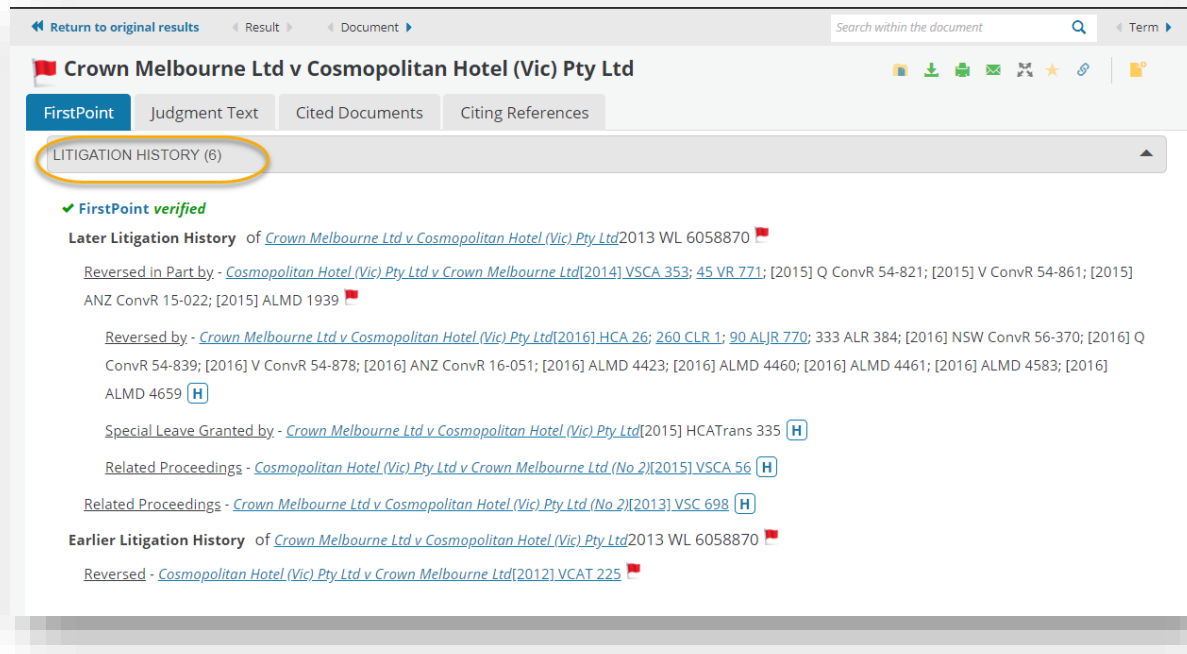 Return to original results Result Document Search within the document Term
Crown Melbourne Ltd v Cosmopolitan Hotel (Vic) Pty Ltd
FirstPoint Judgment Text Cited Documents Citing References
LITIGATION HISTORY (6)
FirstPoint verified
Later Litigation History of Crown Melbourne Ltd v Cosmopolitan Hotel (Vic) Pty Ltd2013 WL 6058870
Reversed in Part by - Cosmopolitan Hotel (Vic) Pty Ltd v Crown Melbourne Ltd[2014] VSCA 353; 45 VR 771; [2015] Q ConvR 54-821; [2015] V ConvR 54-861; [2015]
ANZ ConvR 15-022; [2015] ALMD 1939
Reversed by - Crown Melbourne Ltd v Cosmopolitan Hotel (Vic) Pty Ltd[2016] HCA 26; 260 CLR 1; 90 ALJR 770; 333 ALR 384; [2016] NSW ConvR 56-370; [2016] Q
ConvR 54-839; [2016] V ConvR 54-878; [2016] ANZ ConvR 16-051; [2016] ALMD 4423; [2016] ALMD 4460; [2016] ALMD 4461; [2016] ALMD 4583; [2016]
ALMD 4659 H
Special Leave Granted by - Crown Melbourne Ltd v Cosmopolitan Hotel (Vic) Pty Ltd[2015] HCATrans 335 H
Related Proceedings - Cosmopolitan Hotel (Vic) Pty Ltd v Crown Melbourne Ltd (No 2)[2015] VSCA 56 H
Related Proceedings - Crown Melbourne Ltd v Cosmopolitan Hotel (Vic) Pty Ltd (No 2)[2013] VSC 698 H
Earlier Litigation History of Crown Melbourne Ltd v Cosmopolitan Hotel (Vic) Pty Ltd2013 WL 6058870
Reversed - Cosmopolitan Hotel (Vic) Pty Ltd v Crown Melbourne Ltd[2012] VCAT 225